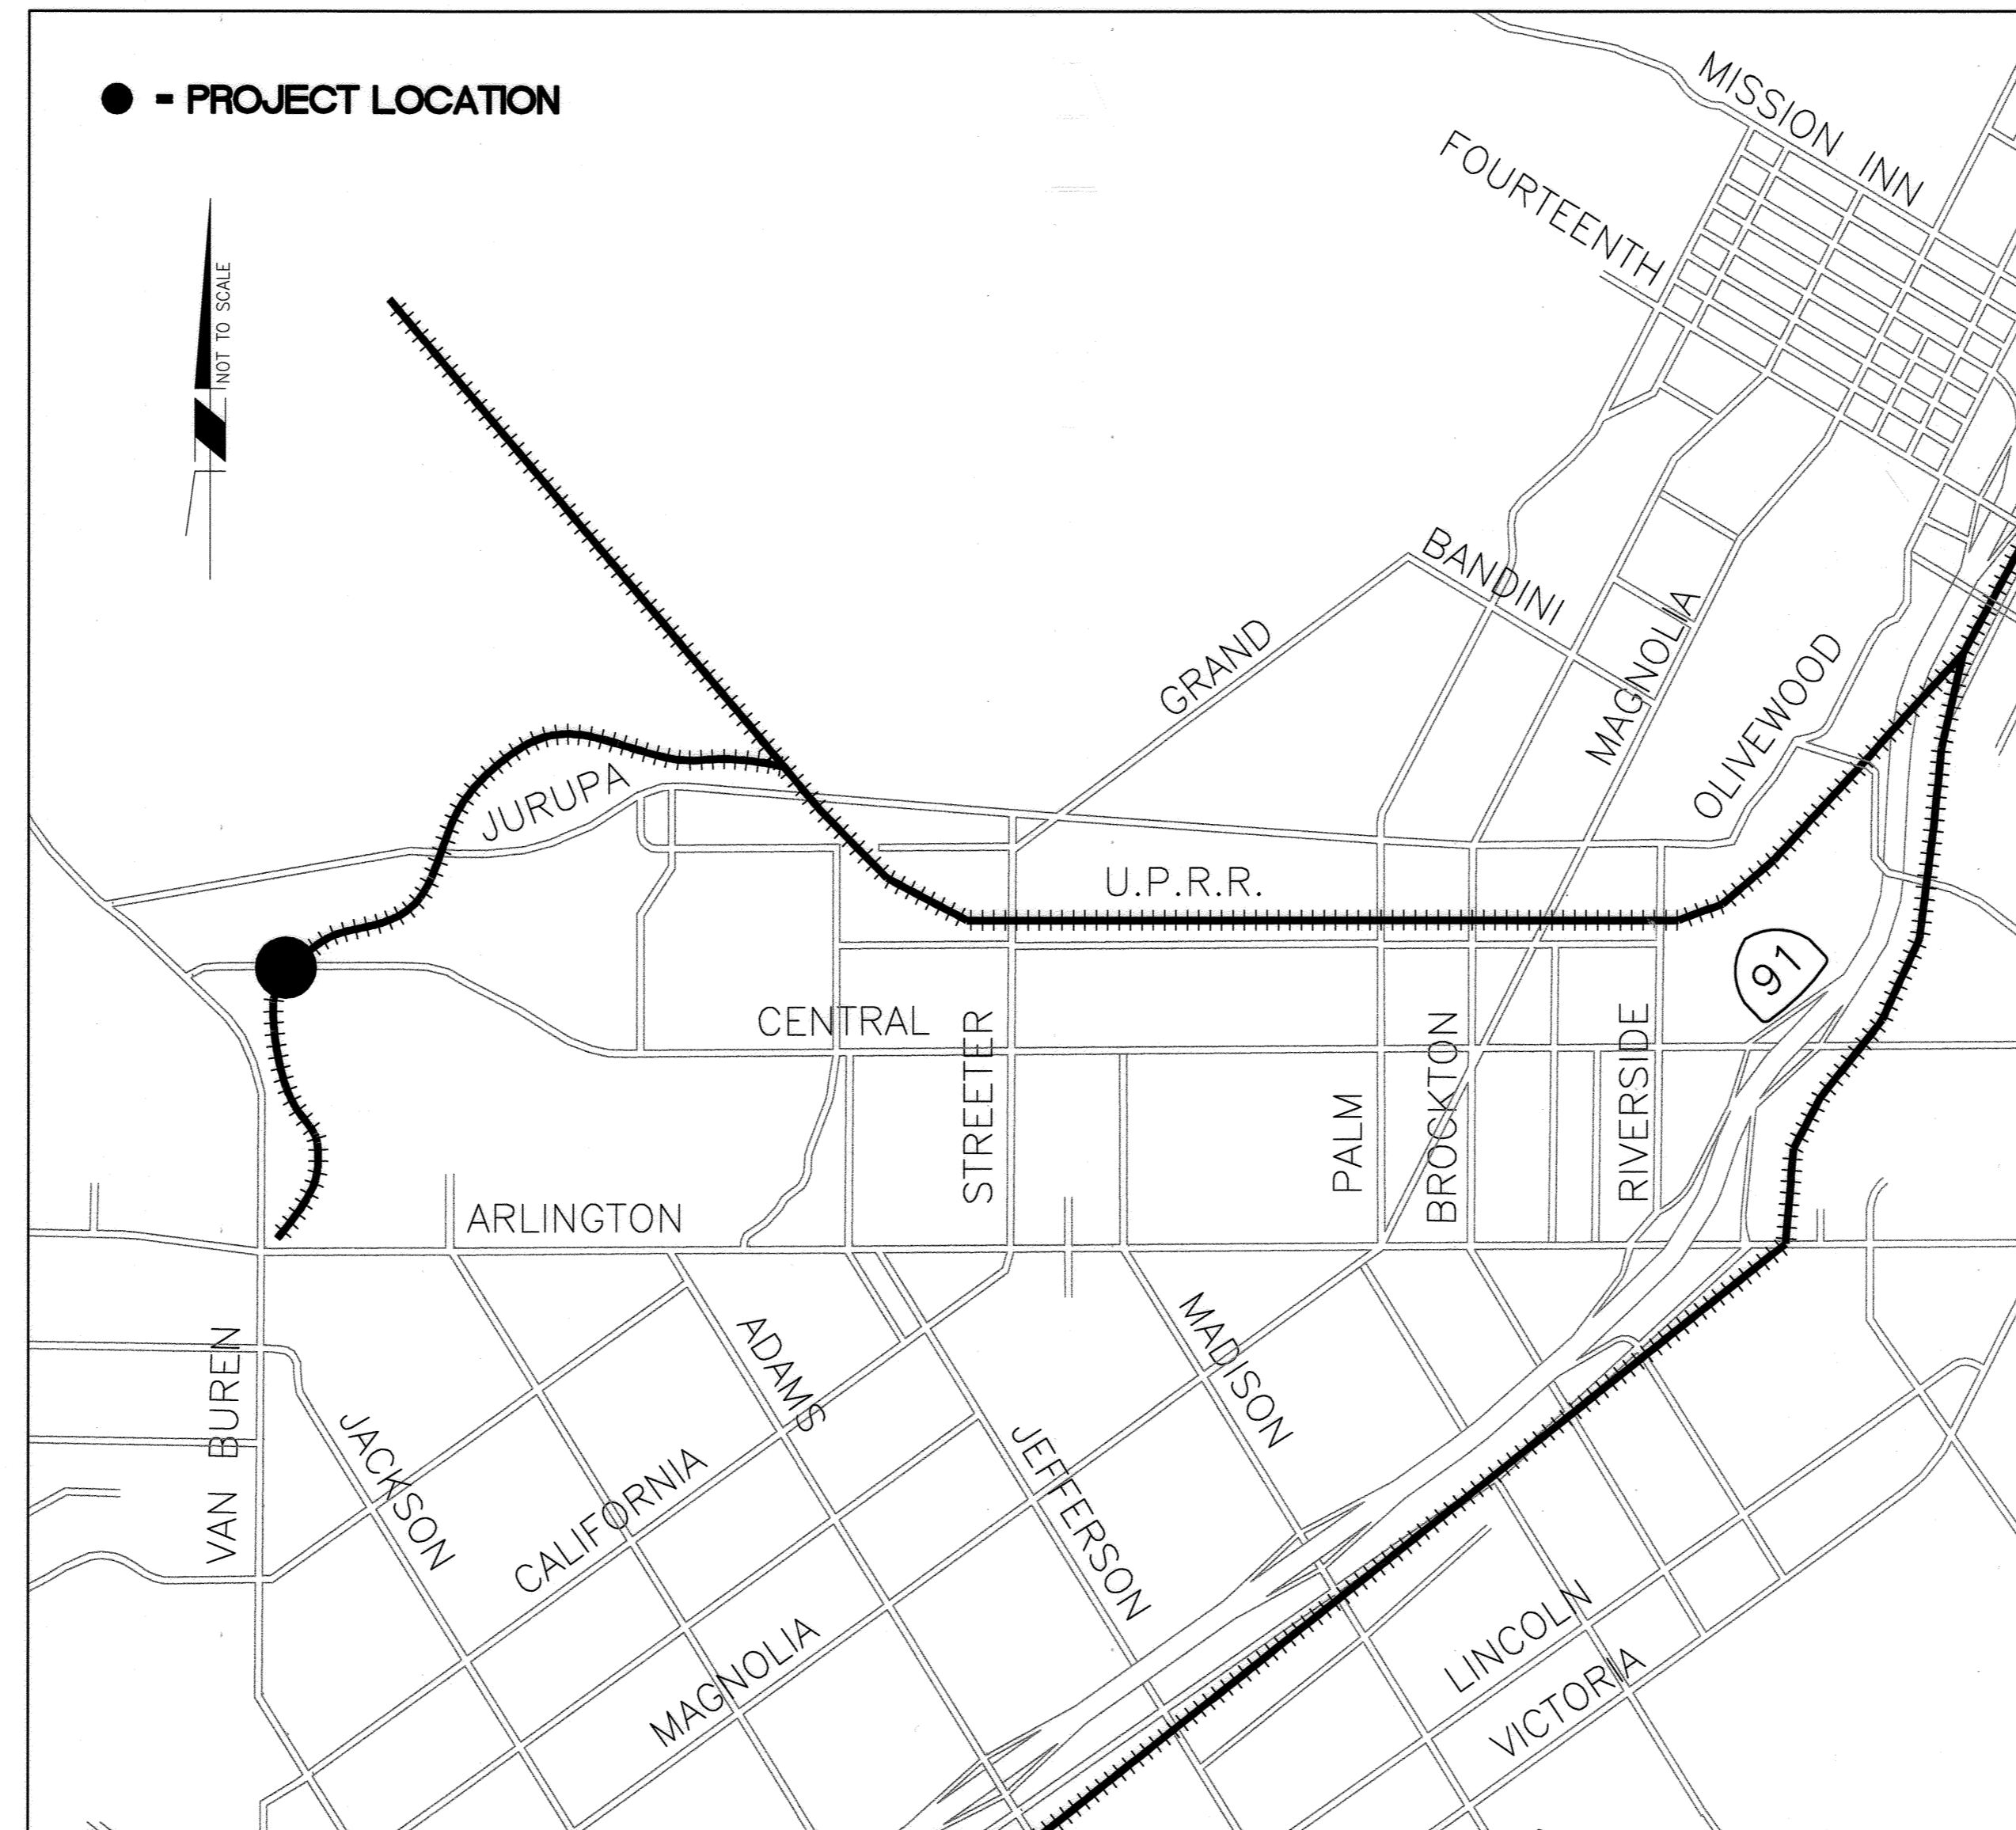 ● - PROJECT LOCATION
MISSION INN
FOURTEENTH
NOT TO SCALE
BANDINI
GRAND
MAGNOLIA
OLIVEWOOD
JURUPA
U.P.R.R.
91
CENTRAL
STREETER
PALM
BROCKTON
RIVERSIDE
ARLINGTON
VAN BUREN
JACKSON
ADAMS
MADISON
CALIFORNIA
JEFFERSON
MAGNOLIA
LINCOLN
VICTORIA